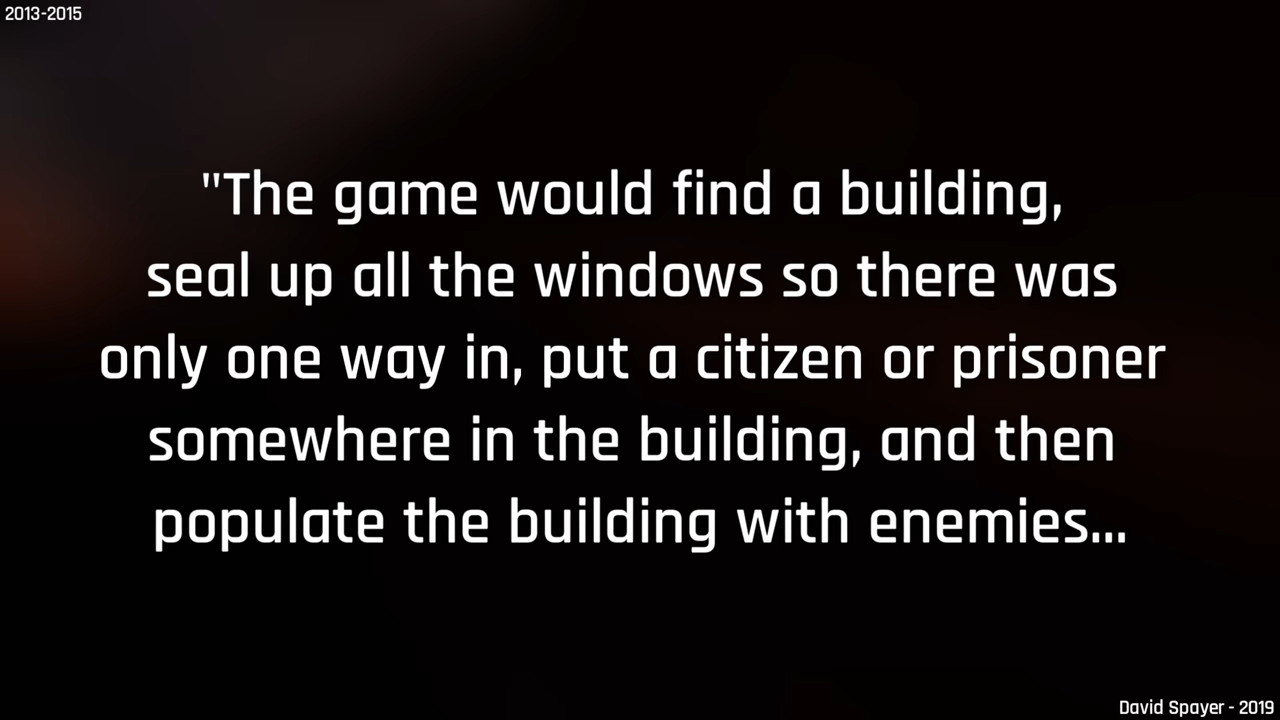 2013-2015
"The game would find a building,
seal up all the windows so there was
only one way in, put a citizen or prisoner
somewhere in the building, and then
populate the building with enemies...
David Spayer - 2019